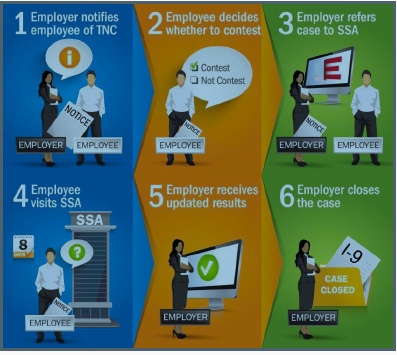 1 Employer notifies
employee of TNC
i
NOTICE
EMPLOYER
EMPLOYEE
2 Employee decides
whether to contest
Contest
Not Contest
NOTICE
EMPLOYEE
3 Employer refers
case to SSA
E
NOTICE
EMPLOYER
EMPLOYEE
4 Employee
visits SSA
SSA
8
DAYS
?
NOTICE
EMPLOYEE
5 Employer receives
updated results
EMPLOYER
6 Employer closes
the case
I-9
CASE
CLOSED
EMPLOYER